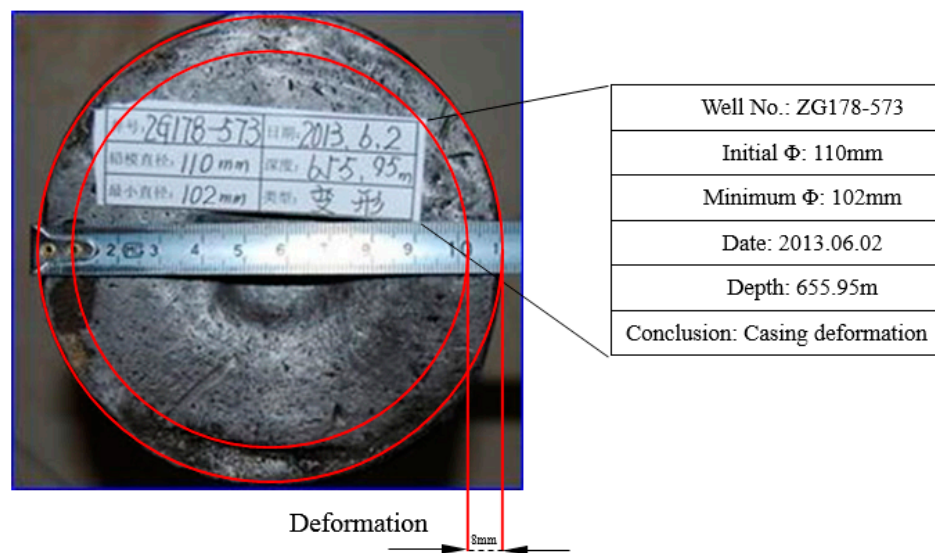 井号: ZG178-573 日期: 2013.6.2
铅模直径: 110mm 深度: 655.95m
最小直径: 102mm 类型: 变形
2 3 4 5 6 7 8 9 10 1
Well No.: ZG178-573
Initial Φ: 110mm
Minimum Φ: 102mm
Date: 2013.06.02
Depth: 655.95m
Conclusion: Casing deformation
Deformation
8mm